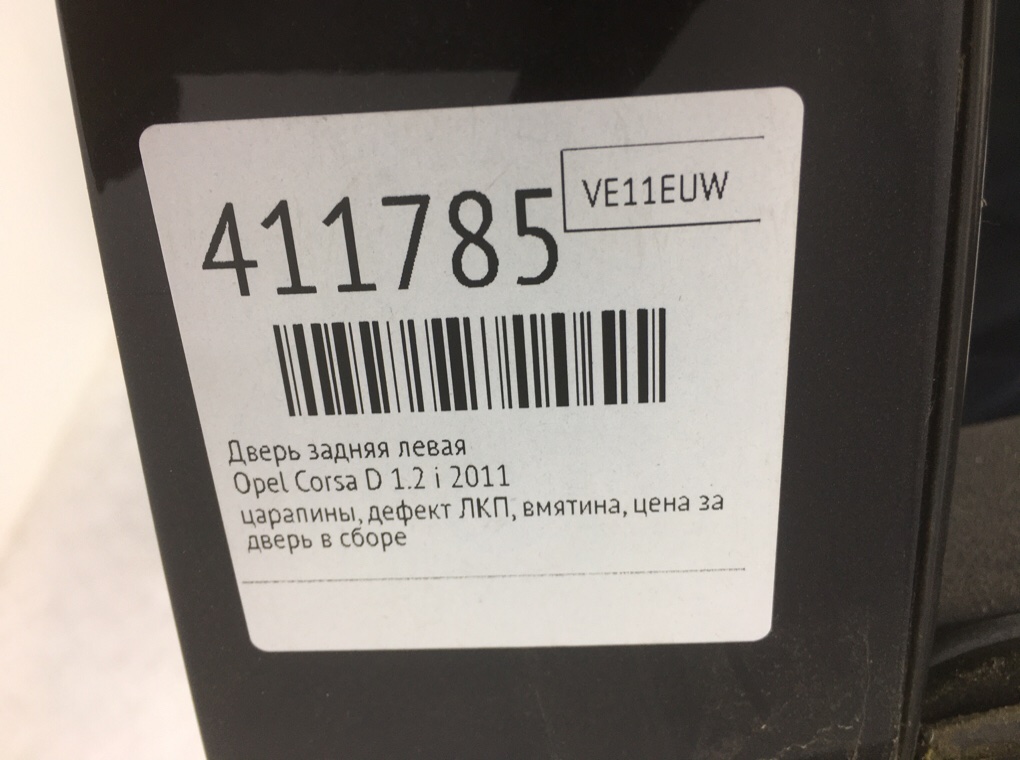 411785
VE11EUW
Дверь задняя левая
Opel Corsa D 1.2 i 2011
царапины, дефект ЛКП, вмятина, цена за
дверь в сборе